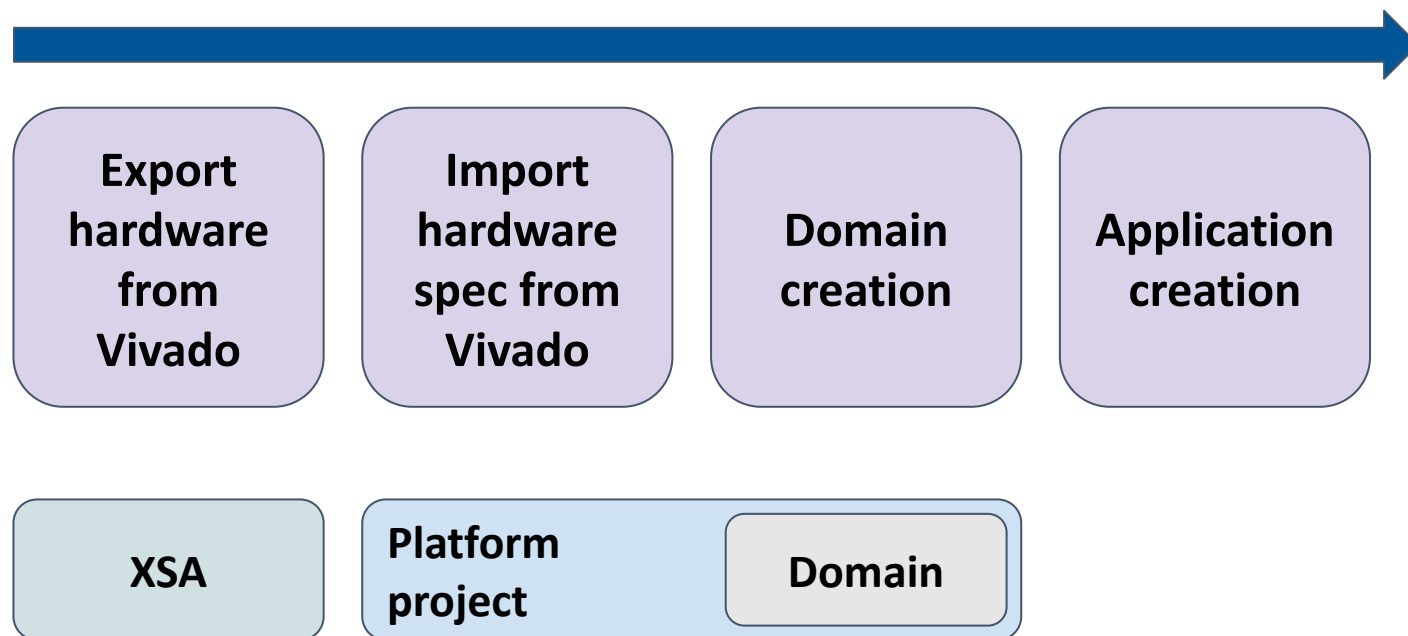 Export
hardware
from
Vivado
Import
hardware
spec from
Vivado
Domain
creation
Application
creation
XSA
Platform
project
Domain